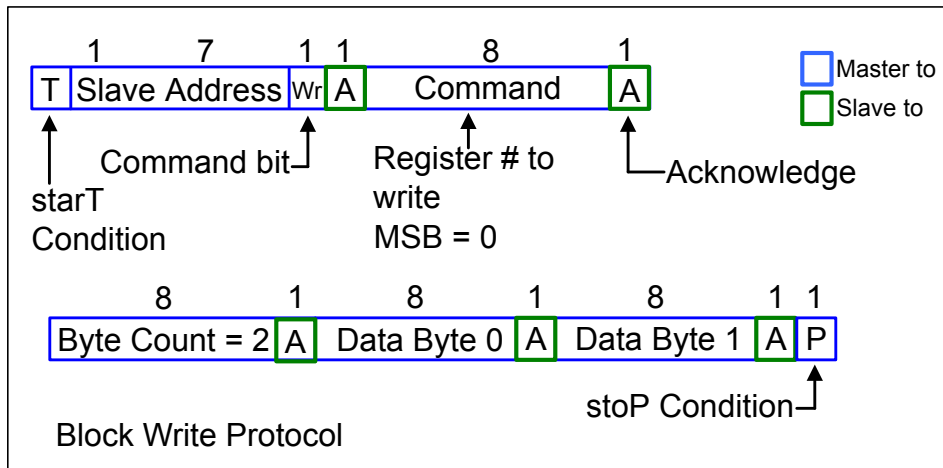 1 7 1 1 8 1
T Slave Address Wr A Command A
Master to
Slave to
Command bit
Register # to
write
MSB = 0
Acknowledge
starT
Condition
8 1 8 1 8 1 1
Byte Count = 2 A Data Byte 0 A Data Byte 1 A P
stoP Condition
Block Write Protocol